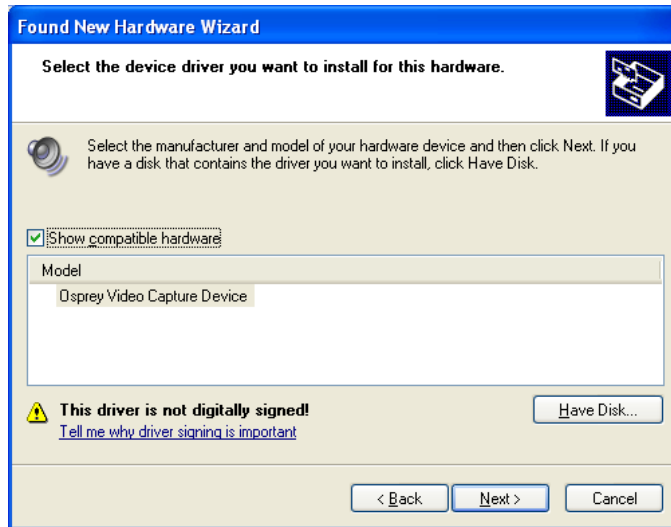 Found New Hardware Wizard
Select the device driver you want to install for this hardware.
Select the manufacturer and model of your hardware device and then click Next. If you
have a disk that contains the driver you want to install, click Have Disk.
Show compatible hardware
Model
Osprey Video Capture Device
This driver is not digitally signed!
Have Disk...
Tell me why driver signing is important
< Back
Next >
Cancel